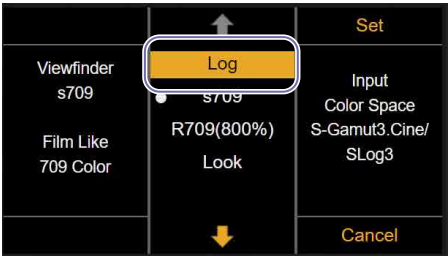 Set
Viewfinder
s709
Film Like
709 Color
Log
s709
R709(800%)
Look
Input
Color Space
S-Gamut3.Cine/
SLog3
Cancel